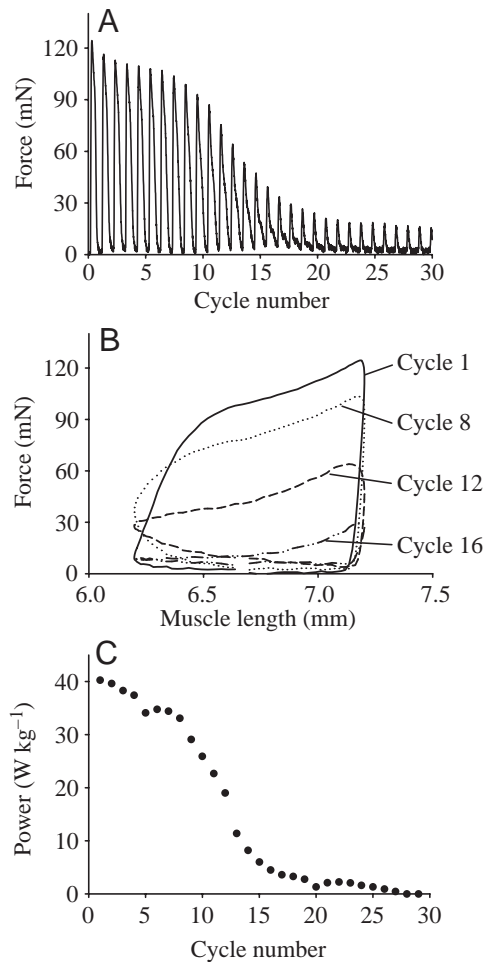 A
120
90
60
30
0
Force (mN)
0 5 10 15 20 25 30
Cycle number
B
120
90
60
30
0
Force (mN)
Cycle 1
Cycle 8
Cycle 12
Cycle 16
6.0 6.5 7.0 7.5
Muscle length (mm)
C
40
30
20
10
0
Power (W kg⁻¹)
0 5 10 15 20 25 30
Cycle number